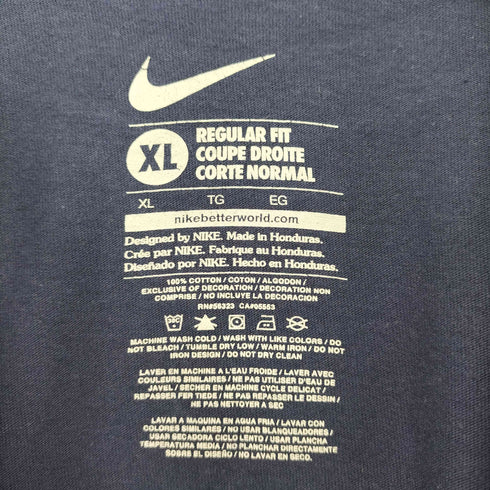 XL
REGULAR FIT
COUPE DROITE
CORTE NORMAL
XL TG EG
nikebetterworld.com
Designed by NIKE. Made in Honduras.
Crée par NIKE. Fabrique au Honduras.
Diseñado por NIKE. Hecho en Honduras.
100% COTTON / COTON / ALGODON /
EXCLUSIVE OF DECORATION / DECORATION NON
COMPRISE / NO INCLUYE LA DECORACION
RN#56323 CA#05553
MACHINE WASH COLD / WASH WITH LIKE COLORS / DO
NOT BLEACH / TUMBLE DRY LOW / WARM IRON / DO NOT
IRON DESIGN / DO NOT DRY CLEAN
LAVER EN MACHINE A L'EAU FROIDE / LAVER AVEC
COULEURS SIMILAIRES / NE PAS UTILISER D'EAU DE
JAVEL / SECHER EN MACHINE CYCLE DELICAT /
REPASSER FER TIEDE / NE PAS REPASSER LE DESSIN /
NE PAS NETTOYER A SEC
LAVAR A MAQUINA EN AGUA FRIA / LAVAR CON
COLORES SIMILARES / NO USAR BLANQUEADORES /
USAR SECADORA CICLO LENTO / USAR PLANCHA
TEMPERATURA MEDIA / NO PLANCHAR DIRECTAMENTE
SOBRE EL DISEÑO / NO LAVAR EN SECO.